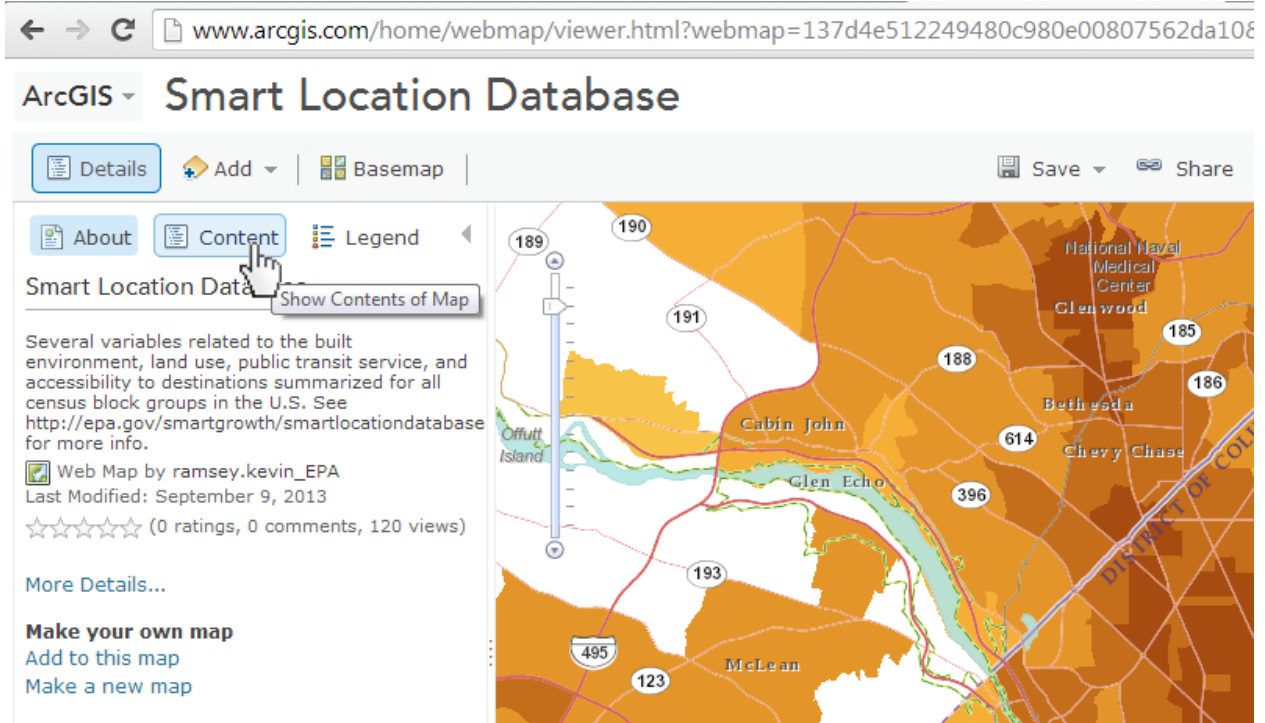 www.arcgis.com/home/webmap/viewer.html?webmap=137d4e512249480c980e00807562da108
ArcGIS Smart Location Database
Details Add Basemap Save Share
About Content Legend
Smart Location Data
Show Contents of Map
Several variables related to the built
environment, land use, public transit service, and
accessibility to destinations summarized for all
census block groups in the U.S. See
http://epa.gov/smartgrowth/smartlocationdatabase
for more info.
Web Map by ramsey.kevin_EPA
Last Modified: September 9, 2013
(0 ratings, 0 comments, 120 views)
More Details...
Make your own map
Add to this map
Make a new map
189
190
National Naval
Medical
Center
Glenwood
191
185
188
186
Bethesda
Cabin John
Offutt
Island
614
Chevy Chase
Glen Echo
396
DISTRICT OF COL
193
495
McLean
123